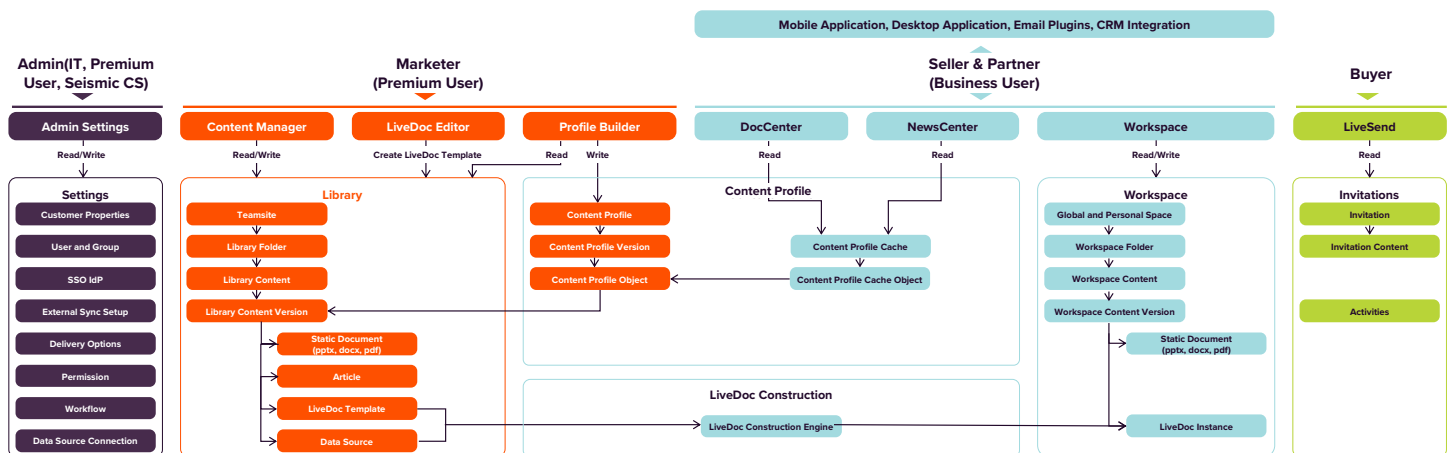 Mobile Application, Desktop Application, Email Plugins, CRM Integration
Admin(IT, Premium
User, Seismic CS)
Marketer
(Premium User)
Seller & Partner
(Business User)
Buyer
Admin Settings
Content Manager
LiveDoc Editor
Profile Builder
DocCenter
NewsCenter
Workspace
LiveSend
Read/Write
Read/Write
Create LiveDoc Template
Read
Write
Read
Read
Read/Write
Read
Settings
Customer Properties
User and Group
SSO IdP
External Sync Setup
Delivery Options
Permission
Workflow
Data Source Connection
Library
Teamsite
Library Folder
Library Content
Library Content Version
Static Document
(pptx, docx, pdf)
Article
LiveDoc Template
Data Source
Content Profile
Content Profile
Content Profile Version
Content Profile Object
Content Profile Cache
Content Profile Cache Object
LiveDoc Construction
LiveDoc Construction Engine
Workspace
Global and Personal Space
Workspace Folder
Workspace Content
Workspace Content Version
Static Document
(pptx, docx, pdf)
LiveDoc Instance
Invitations
Invitation
Invitation Content
Activities